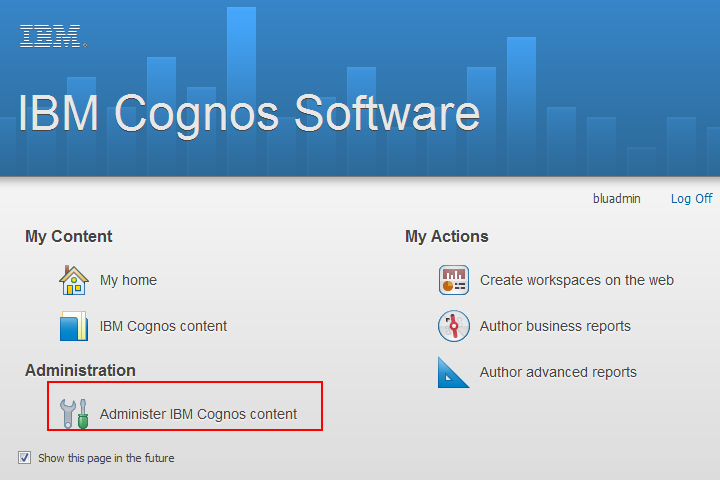 IBM.
IBM Cognos Software
bluadmin Log Off
My Content
My home
IBM Cognos content
Administration
Administer IBM Cognos content
My Actions
Create workspaces on the web
Author business reports
Author advanced reports
Show this page in the future